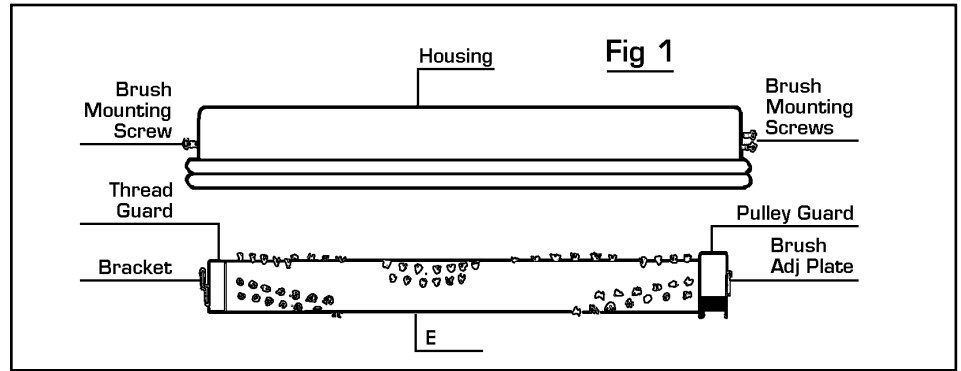 Fig 1
Housing
Brush
Mounting
Screw
Brush
Mounting
Screws
Thread
Guard
Pulley Guard
Bracket
Brush
Adj Plate
E